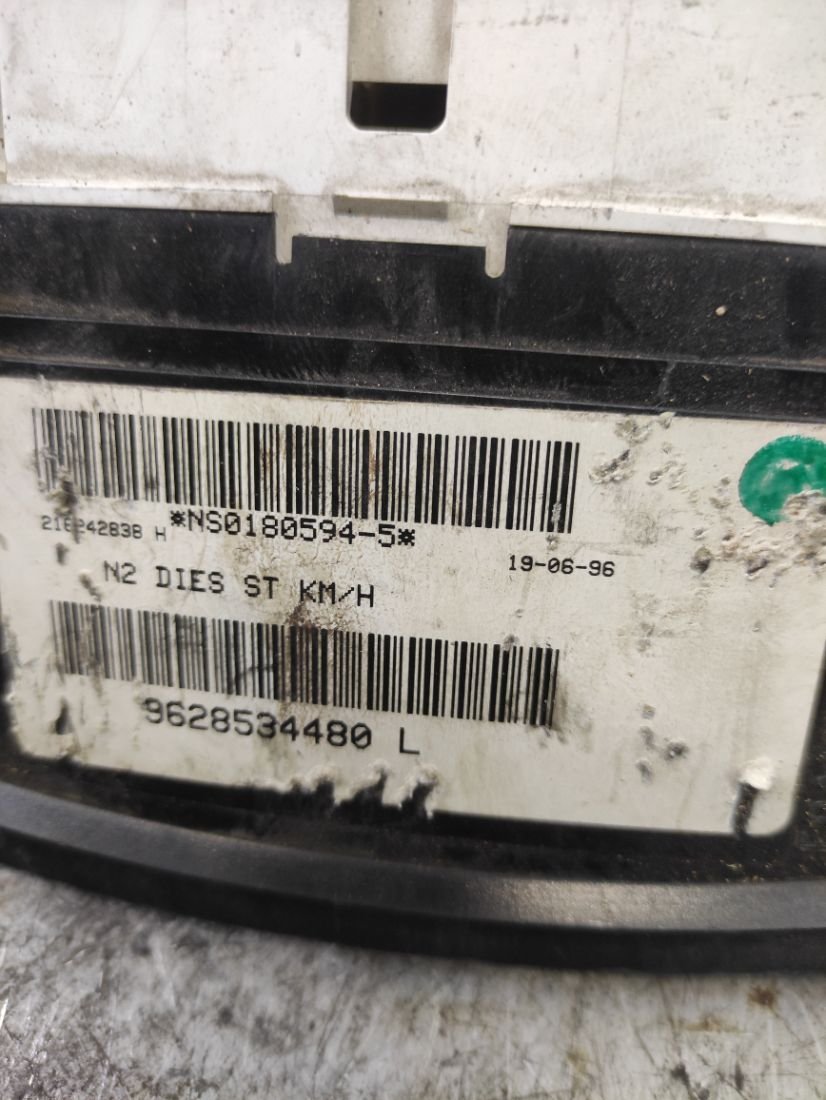 H *NS0180594-5*
19-06-96
N2 DIES ST KM/H
9628534480 L